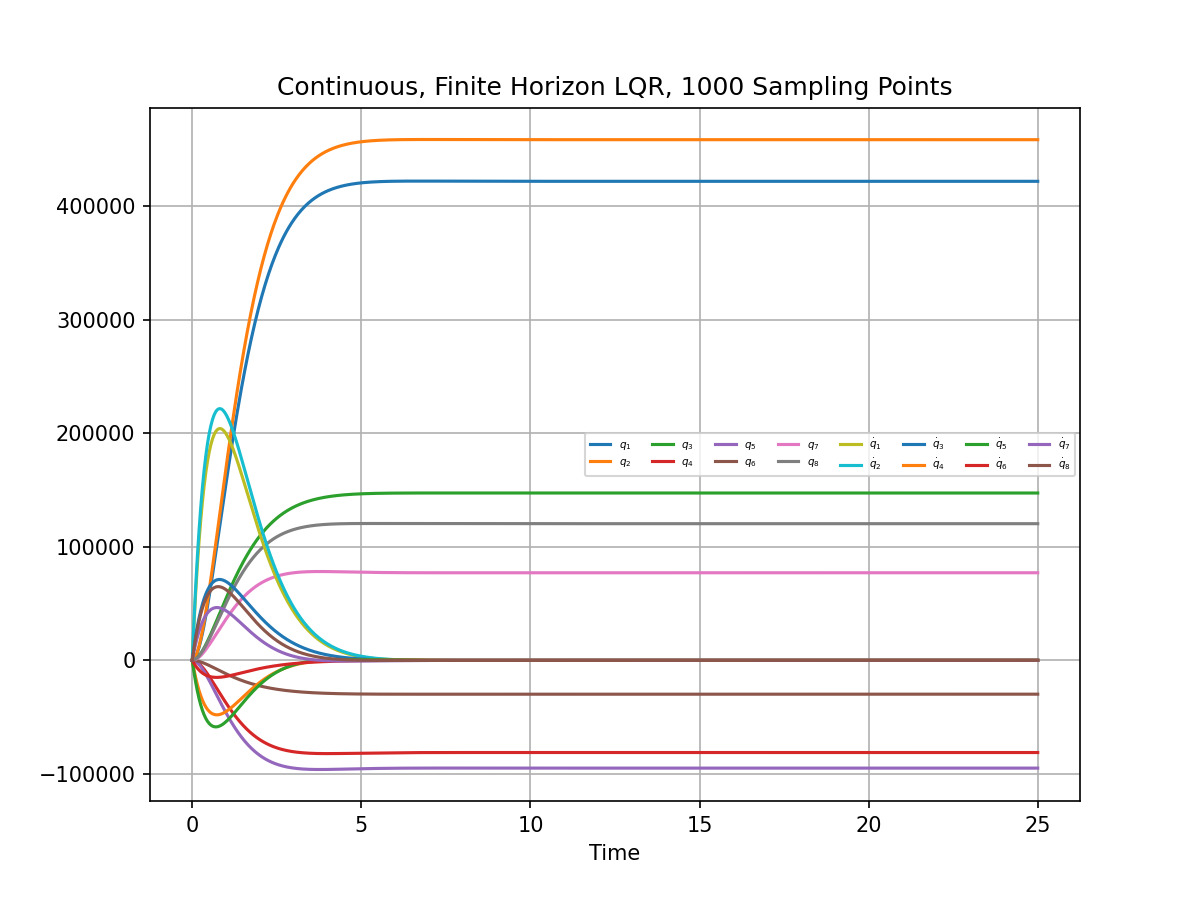 Continuous, Finite Horizon LQR, 1000 Sampling Points
400000
300000
200000
100000
0
−100000
q₁ q₃ q₅ q₇ q̇₁ q̇₃ q̇₅ q̇₇
q₂ q₄ q₆ q₈ q̇₂ q̇₄ q̇₆ q̇₈
0 5 10 15 20 25
Time